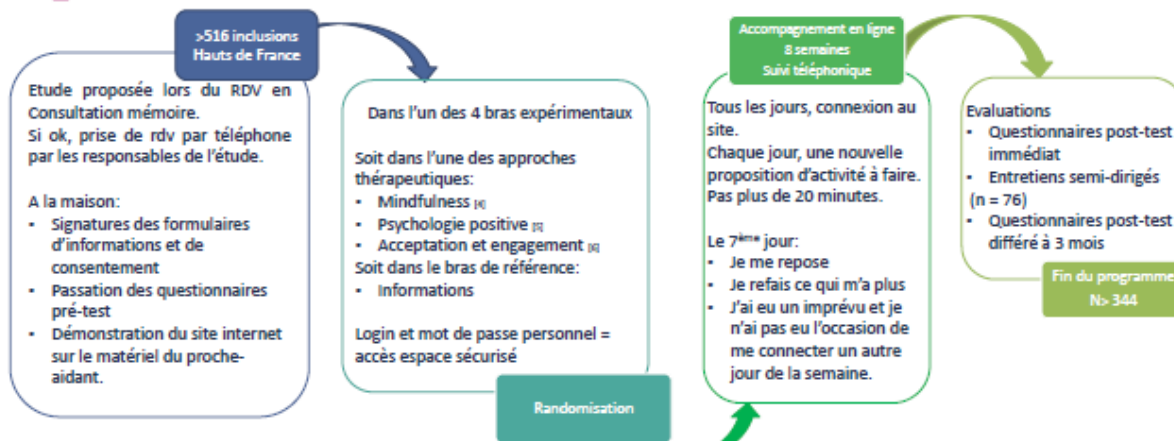 >516 inclusions
Hauts de France
Etude proposée lors du RDV en
Consultation mémoire.
Si ok, prise de rdv par téléphone
par les responsables de l'étude.
A la maison:
• Signatures des formulaires
d'informations et de
consentement
• Passation des questionnaires
pré-test
• Démonstration du site internet
sur le matériel du proche-
aidant.
Dans l'un des 4 bras expérimentaux
Soit dans l'une des approches
thérapeutiques:
• Mindfulness [4]
• Psychologie positive [5]
• Acceptation et engagement [6]
Soit dans le bras de référence:
• Informations
Login et mot de passe personnel =
accès espace sécurisé
Randomisation
Accompagnement en ligne
8 semaines
Suivi téléphonique
Tous les jours, connexion au
site.
Chaque jour, une nouvelle
proposition d'activité à faire.
Pas plus de 20 minutes.
Le 7ème jour:
• Je me repose
• Je refais ce qui m'a plus
• J'ai eu un imprévu et je
n'ai pas eu l'occasion de
me connecter un autre
jour de la semaine.
Evaluations
• Questionnaires post-test
immédiat
• Entretiens semi-dirigés
(n = 76)
• Questionnaires post-test
différé à 3 mois
Fin du programme
N> 344